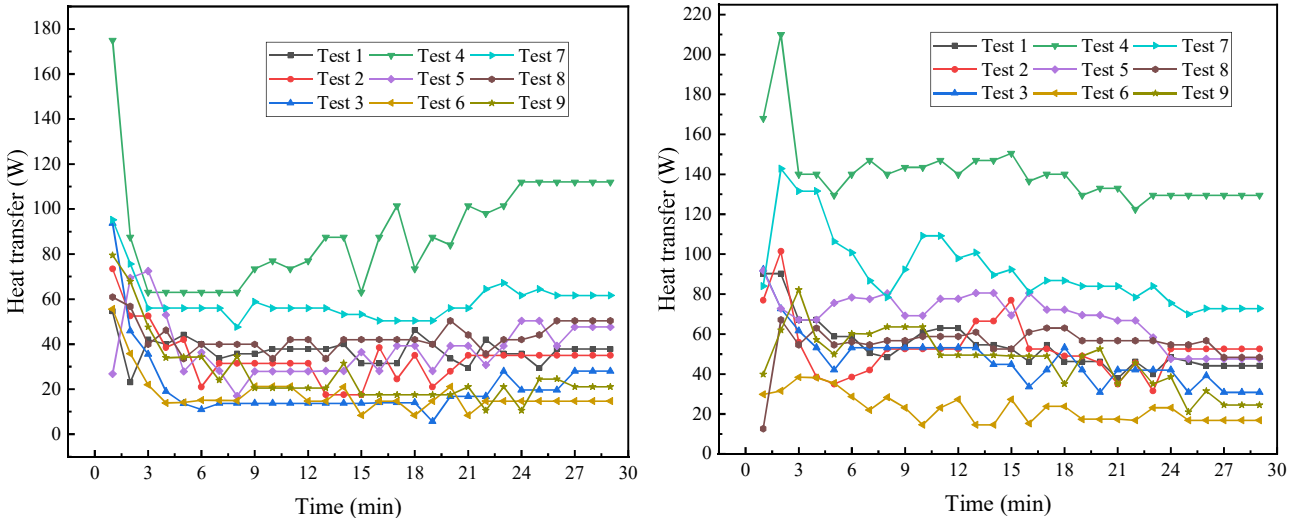 180
160
140
120
100
80
60
40
20
0
Heat transfer (W)
Test 1 Test 4 Test 7
Test 2 Test 5 Test 8
Test 3 Test 6 Test 9
0 3 6 9 12 15 18 21 24 27 30
Time (min)
220
200
180
160
140
120
100
80
60
40
20
0
Heat transfer (W)
Test 1 Test 4 Test 7
Test 2 Test 5 Test 8
Test 3 Test 6 Test 9
0 3 6 9 12 15 18 21 24 27 30
Time (min)